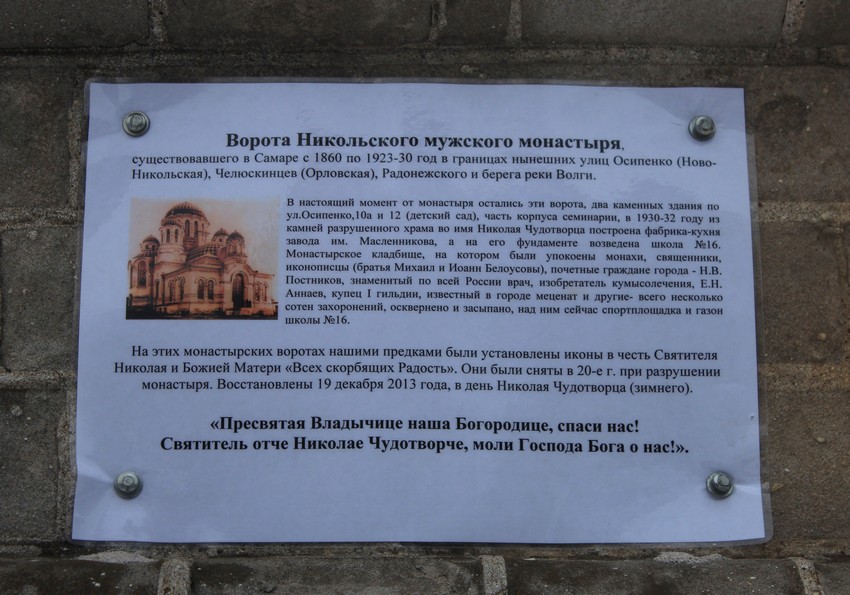 Ворота Никольского мужского монастыря,
существовавшего в Самаре с 1860 по 1923-30 год в границах нынешних улиц Осипенко (Ново-
Никольская), Челюскинцев (Орловская), Радонежского и берега реки Волги.
В настоящий момент от монастыря остались эти ворота, два каменных здания по
ул.Осипенко,10а и 12 (детский сад), часть корпуса семинарии, в 1930-32 году из
камней разрушенного храма во имя Николая Чудотворца построена фабрика-кухня
завода им. Масленникова, а на его фундаменте возведена школа №16.
Монастырское кладбище, на котором были упокоены монахи, священники,
иконописцы (братья Михаил и Иоанн Белоусовы), почетные граждане города - Н.В.
Постников, знаменитый по всей России врач, изобретатель кумысолечения, Е.Н.
Аннаев, купец I гильдии, известный в городе меценат и другие- всего несколько
сотен захоронений, осквернено и засыпано, над ним сейчас спортплощадка и газон
школы №16.
На этих монастырских воротах нашими предками были установлены иконы в честь Святителя
Николая и Божией Матери «Всех скорбящих Радость». Они были сняты в 20-е г. при разрушении
монастыря. Восстановлены 19 декабря 2013 года, в день Николая Чудотворца (зимнего).
«Пресвятая Владычице наша Богородице, спаси нас!
Святитель отче Николае Чудотворче, моли Господа Бога о нас!».